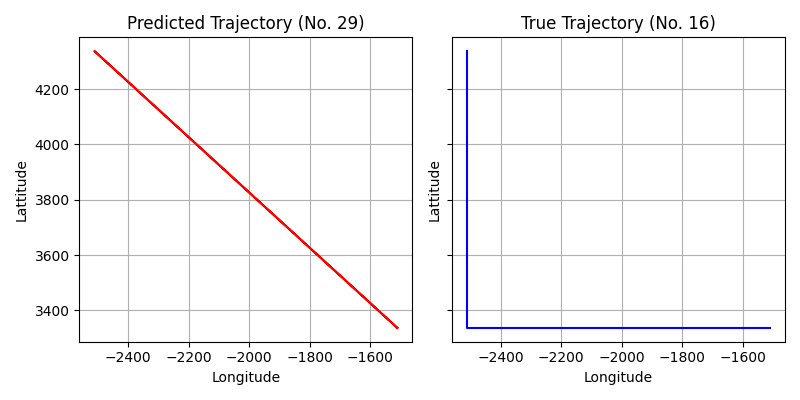 Predicted Trajectory (No. 29)
4200
4000
3800
3600
3400
Lattitude
−2400 −2200 −2000 −1800 −1600
Longitude
True Trajectory (No. 16)
Lattitude
−2400 −2200 −2000 −1800 −1600
Longitude